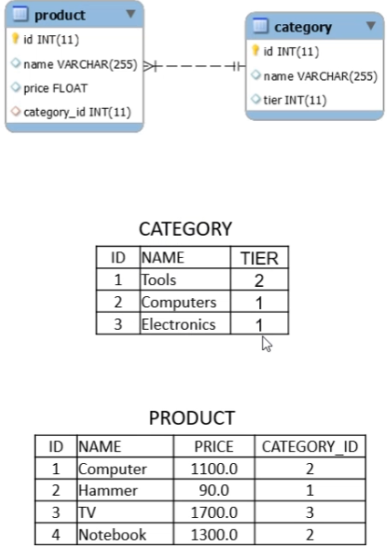 product
id INT(11)
name VARCHAR(255)
price FLOAT
category_id INT(11)
category
id INT(11)
name VARCHAR(255)
tier INT(11)
CATEGORY
ID NAME TIER
1 Tools 2
2 Computers 1
3 Electronics 1
PRODUCT
ID NAME PRICE CATEGORY_ID
1 Computer 1100.0 2
2 Hammer 90.0 1
3 TV 1700.0 3
4 Notebook 1300.0 2